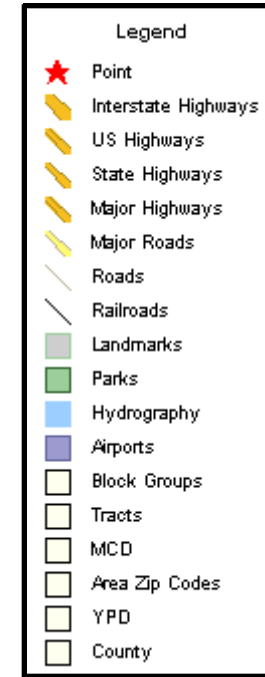 Legend
Point
Interstate Highways
US Highways
State Highways
Major Highways
Major Roads
Roads
Railroads
Landmarks
Parks
Hydrography
Airports
Block Groups
Tracts
MCD
Area Zip Codes
YPD
County